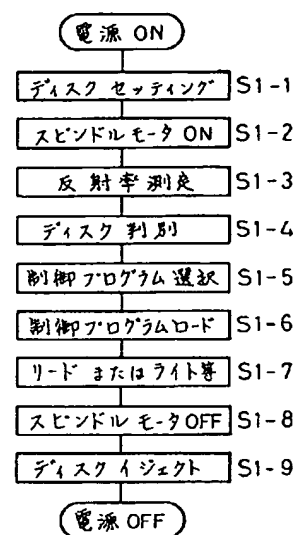 電源 ON
ディスク セッティング S1-1
スピンドルモータ ON S1-2
反射率測定 S1-3
ディスク 判別 S1-4
制御プログラム 選択 S1-5
制御プログラムロード S1-6
リード またはライト等 S1-7
スピンドル モータOFF S1-8
ディスク イジェクト S1-9
電源 OFF